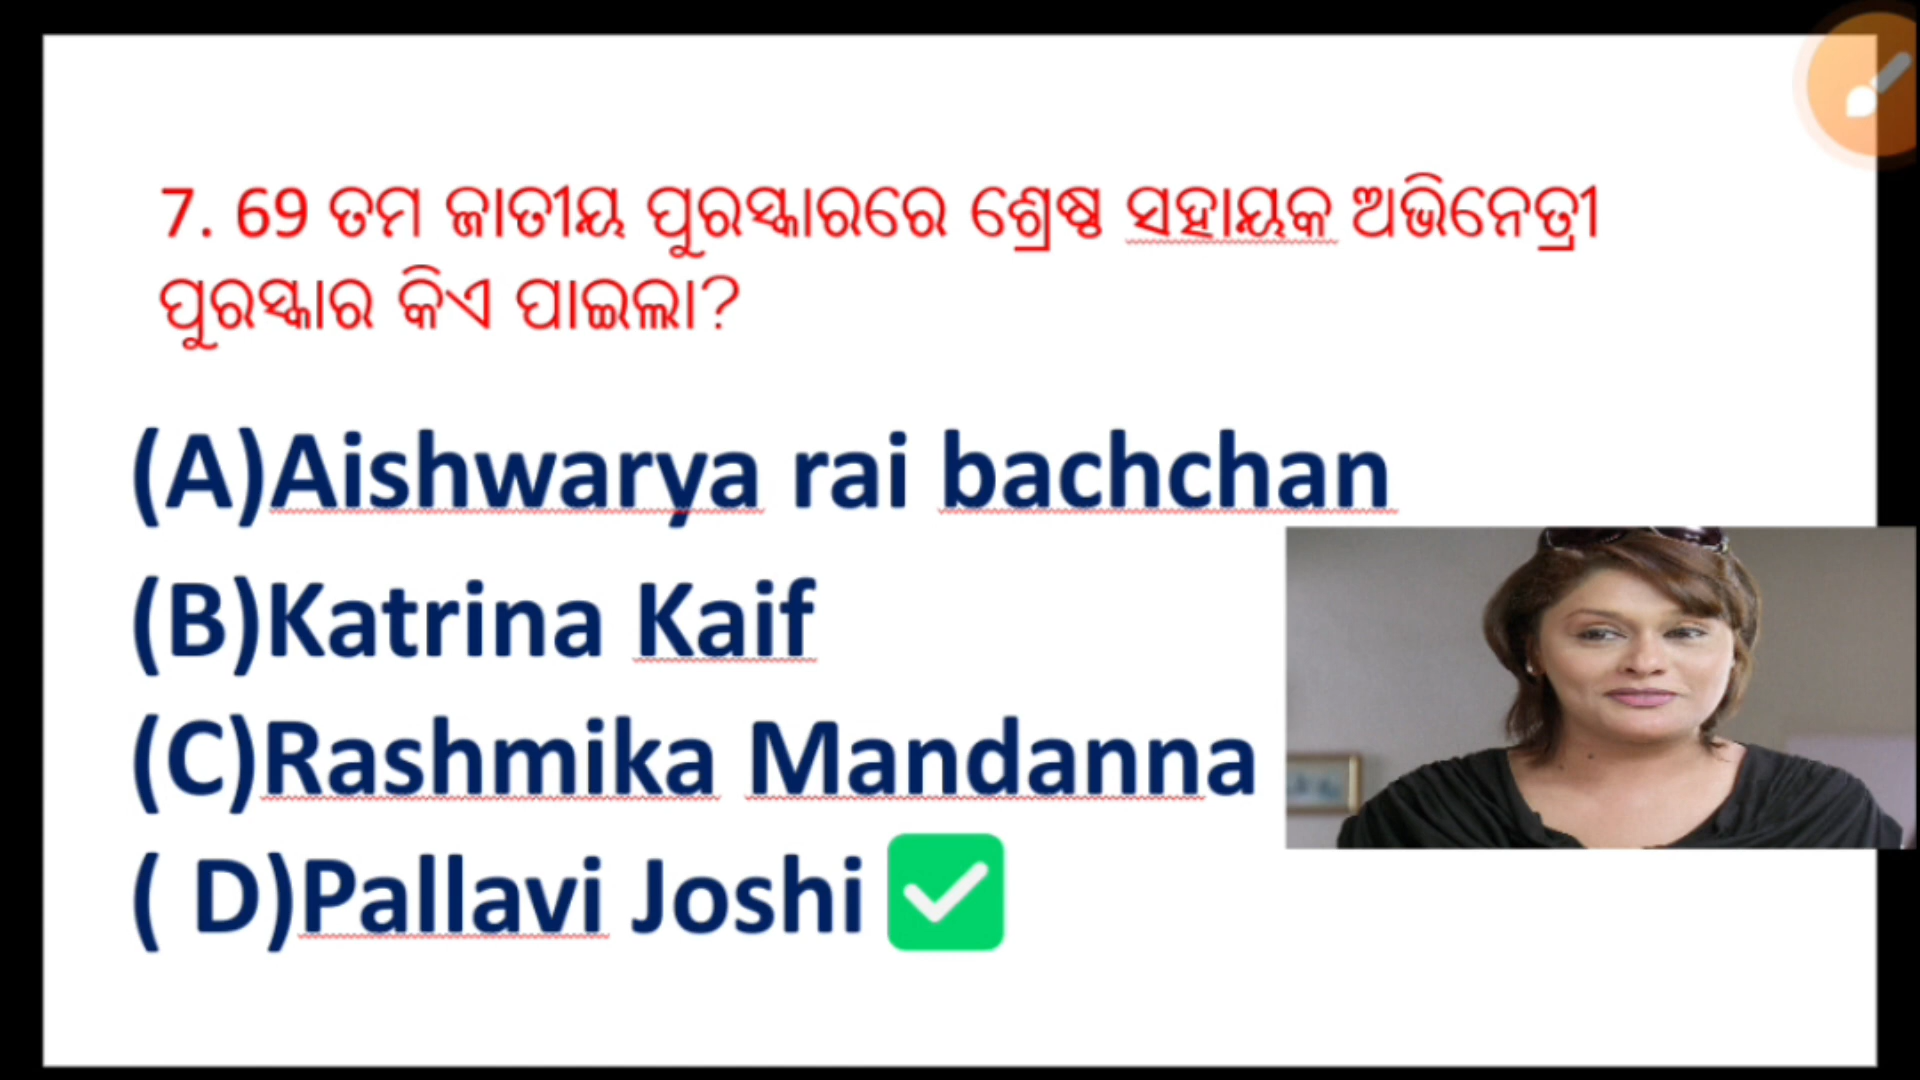 7. 69 ତମ ଜାତୀୟ ପୁରସ୍କାରରେ ଶ୍ରେଷ୍ଠ ସହାୟକ ଅଭିନେତ୍ରୀ
ପୁରସ୍କାର କିଏ ପାଇଲା?
(A)Aishwarya rai bachchan
(B)Katrina Kaif
(C)Rashmika Mandanna
( D)Pallavi Joshi